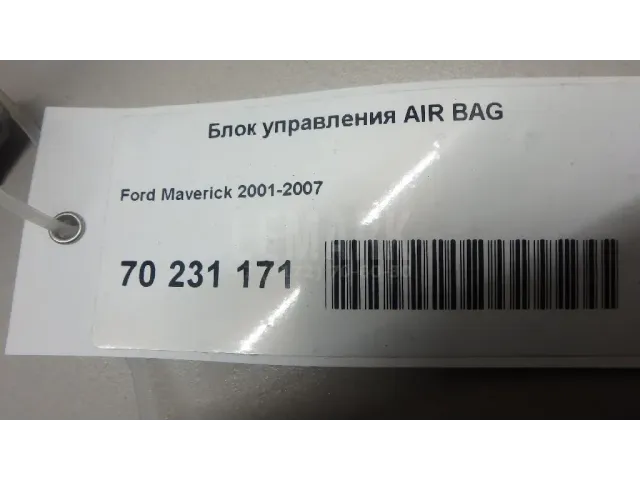 Блок управления AIR BAG
Ford Maverick 2001-2007
70 231 171